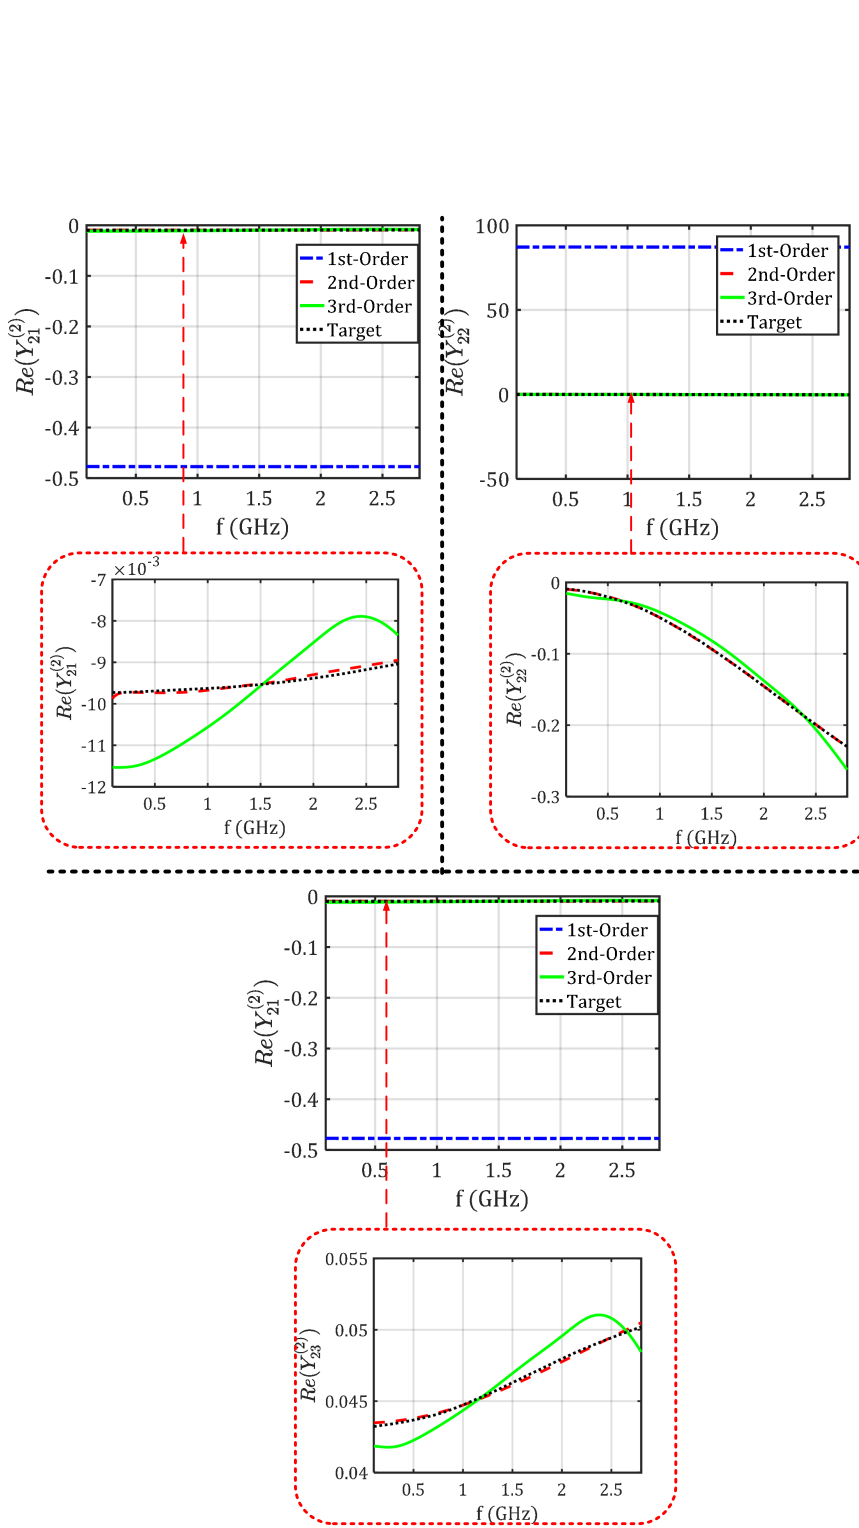 0
-0.1
-0.2
-0.3
-0.4
-0.5
0.5 1 1.5 2 2.5
f (GHz)
Re(Y₂₁⁽²⁾)
1st-Order
2nd-Order
3rd-Order
Target
100
50
0
-50
0.5 1 1.5 2 2.5
f (GHz)
Re(Y₂₂⁽²⁾)
1st-Order
2nd-Order
3rd-Order
Target
×10⁻³
-7
-8
-9
-10
-11
-12
0.5 1 1.5 2 2.5
f (GHz)
Re(Y₂₁⁽²⁾)
0
-0.1
-0.2
-0.3
0.5 1 1.5 2 2.5
f (GHz)
Re(Y₂₂⁽²⁾)
0
-0.1
-0.2
-0.3
-0.4
-0.5
0.5 1 1.5 2 2.5
f (GHz)
Re(Y₂₁⁽²⁾)
1st-Order
2nd-Order
3rd-Order
Target
0.055
0.05
0.045
0.04
0.5 1 1.5 2 2.5
f (GHz)
Re(Y₂₃⁽²⁾)